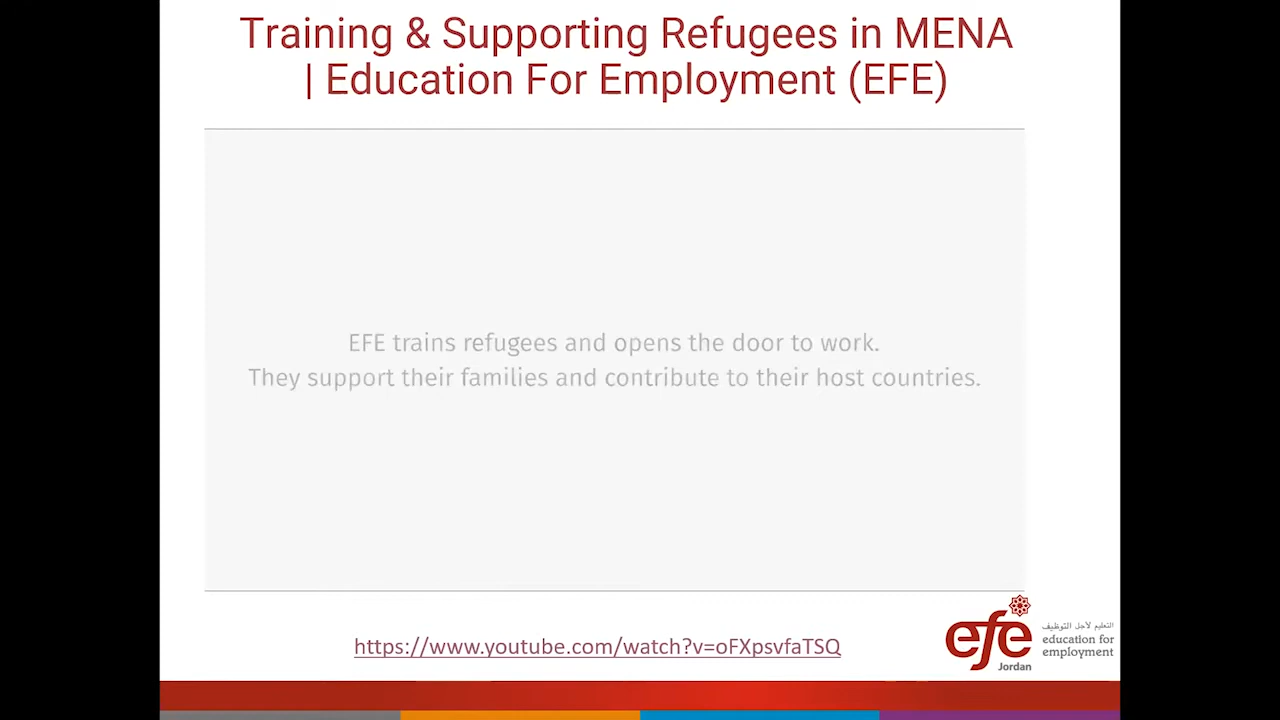 Training & Supporting Refugees in MENA
| Education For Employment (EFE)
EFE trains refugees and opens the door to work.
They support their families and contribute to their host countries.
https://www.youtube.com/watch?v=oFXpsvfaTSQ
efe
Jordan
التعليم لأجل التوظيف
education for
employment